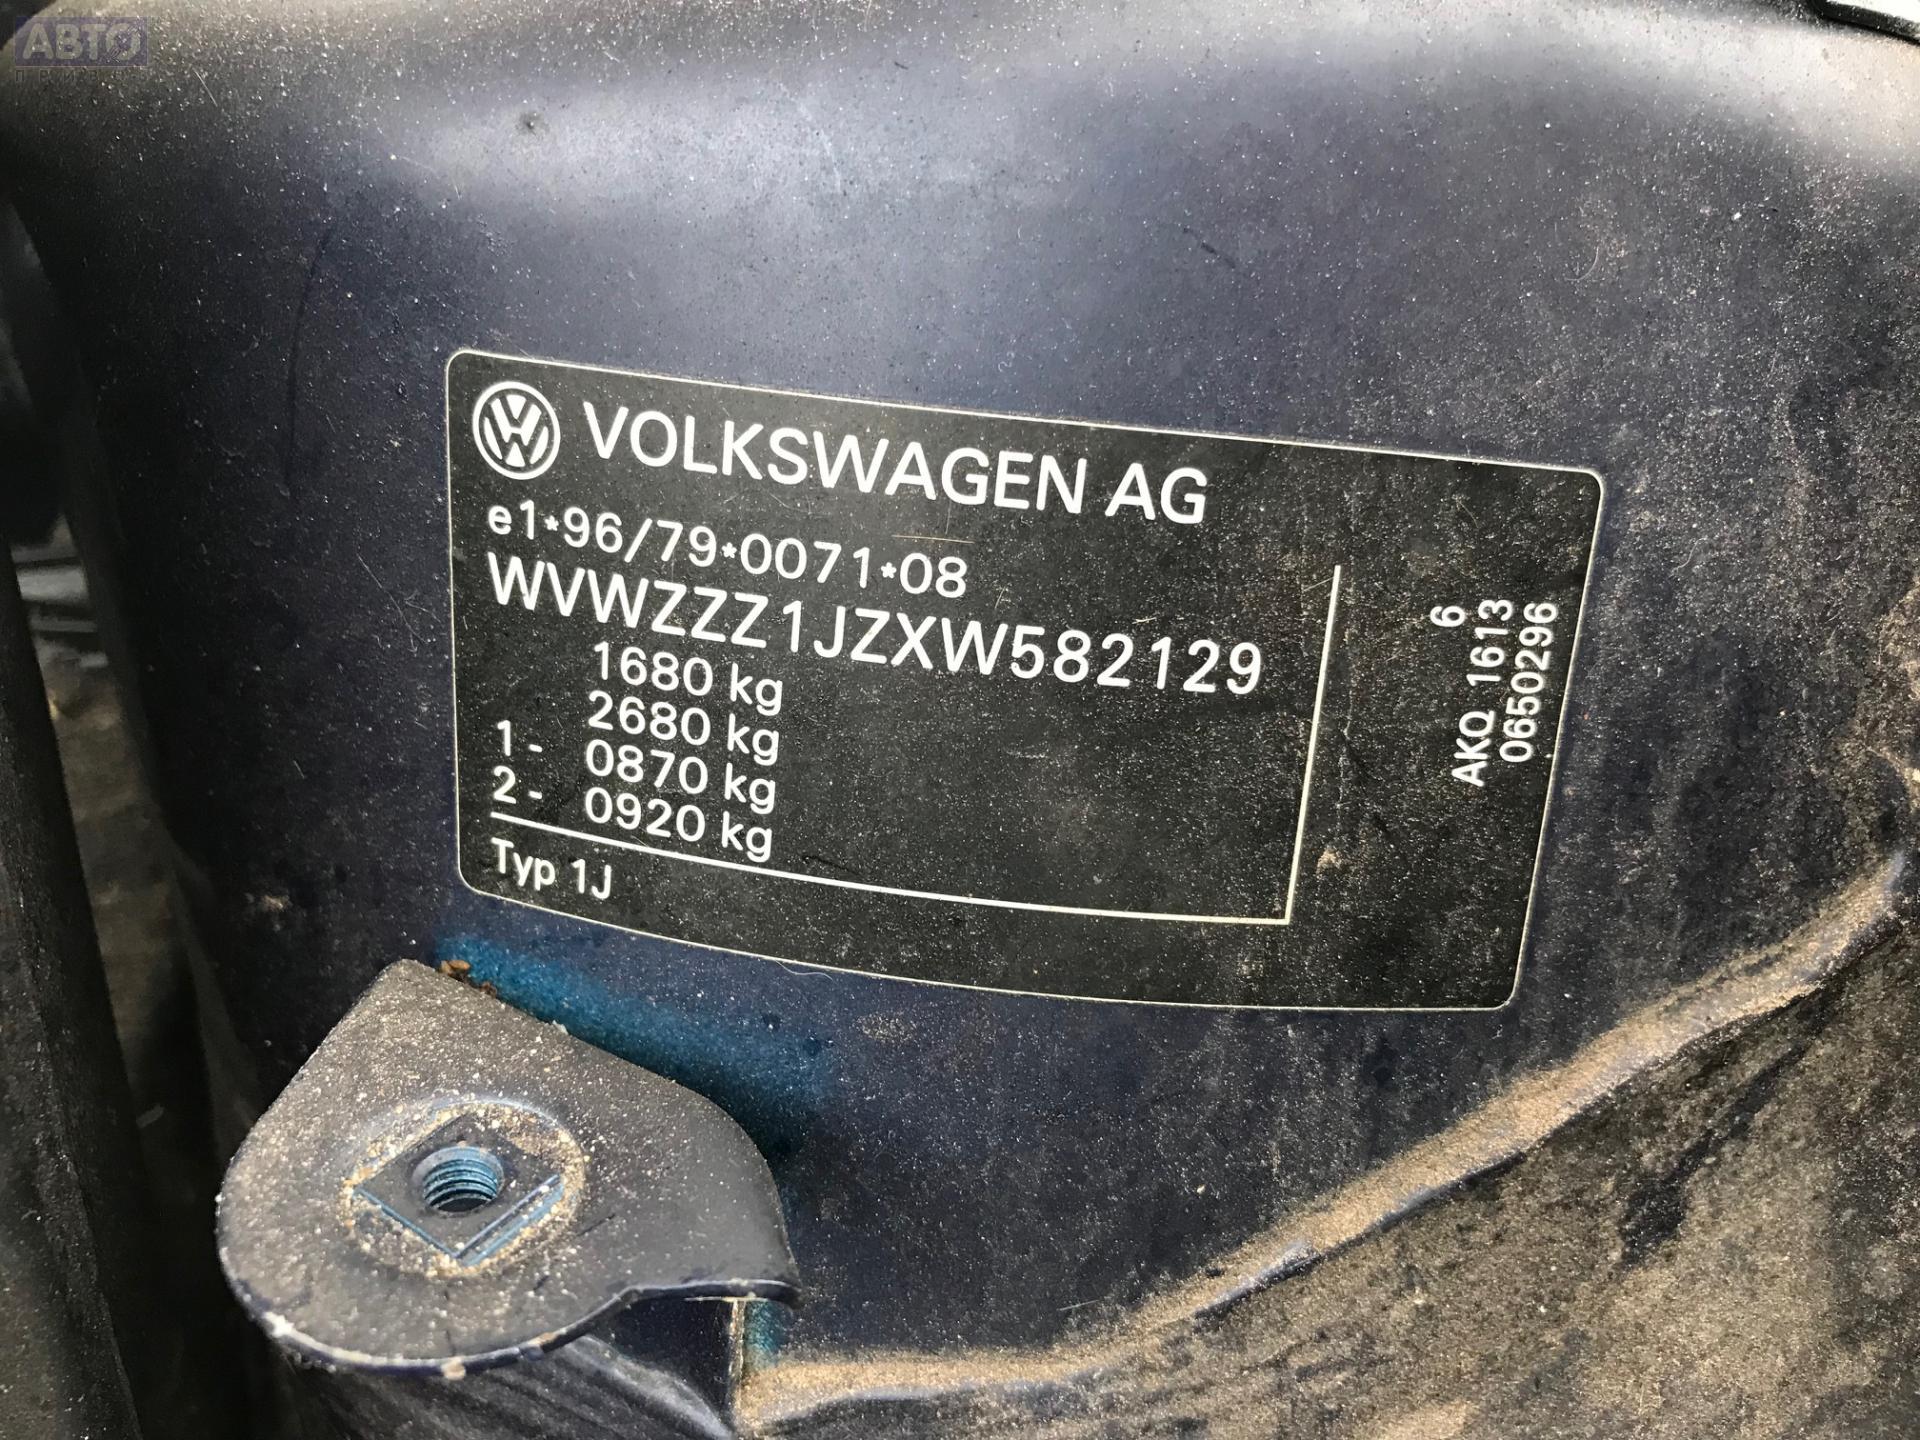 АВТО
ПРИВОЗ
VOLKSWAGEN AG
e1*96/79*0071*08
WVWZZZ1JZXW582129
1680 kg
2680 kg
1- 0870 kg
2- 0920 kg
Typ 1J
6
AKQ 1613
0650296